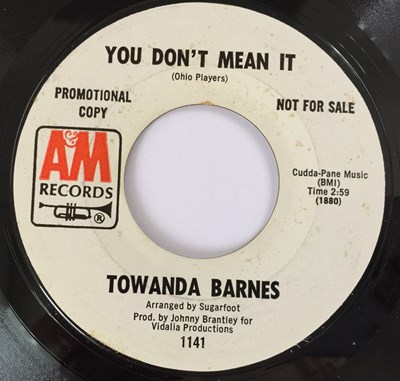 YOU DON'T MEAN IT
(Ohio Players)
PROMOTIONAL
COPY
NOT FOR SALE
A&M
RECORDS
®
Cudda-Pane Music
(BMI)
Time 2:59
(1880)
TOWANDA BARNES
Arranged by Sugarfoot
Prod. by Johnny Brantley for
Vidalia Productions
1141